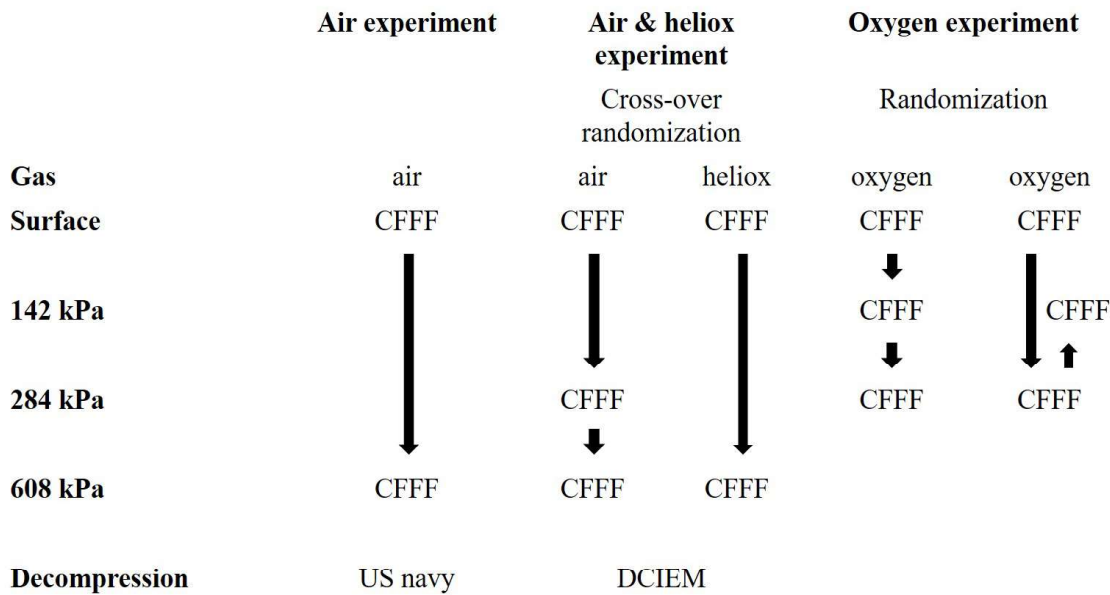 Air experiment Air & heliox Oxygen experiment
experiment
Cross-over Randomization
randomization
Gas air air heliox oxygen oxygen
Surface CFFF CFFF CFFF CFFF CFFF
142 kPa CFFF CFFF
284 kPa CFFF CFFF CFFF
608 kPa CFFF CFFF CFFF
Decompression US navy DCIEM